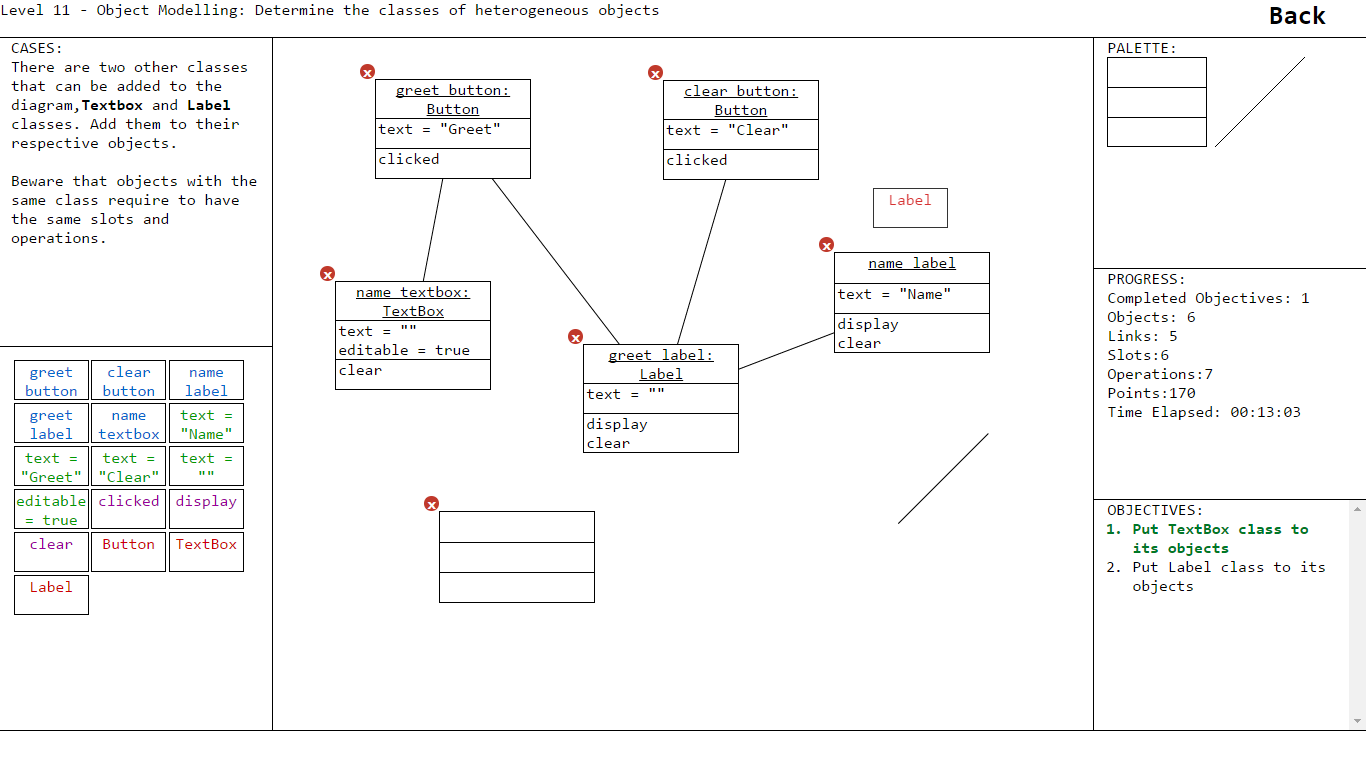 Level 11 - Object Modelling: Determine the classes of heterogeneous objects
Back
CASES:
There are two other classes
that can be added to the
diagram,Textbox and Label
classes. Add them to their
respective objects.
Beware that objects with the
same class require to have
the same slots and
operations.
greet
button
clear
button
name
label
greet
label
name
textbox
text =
"Name"
text =
"Greet"
text =
"Clear"
text =
""
editable
= true
clicked
display
clear
Button
TextBox
Label
x
greet button:
Button
text = "Greet"
clicked
x
clear button:
Button
text = "Clear"
clicked
Label
x
name label
text = "Name"
display
clear
x
name textbox:
TextBox
text = ""
editable = true
clear
x
greet label:
Label
text = ""
display
clear
x
PALETTE:
PROGRESS:
Completed Objectives: 1
Objects: 6
Links: 5
Slots:6
Operations:7
Points:170
Time Elapsed: 00:13:03
OBJECTIVES:
1. Put TextBox class to
its objects
2. Put Label class to its
objects